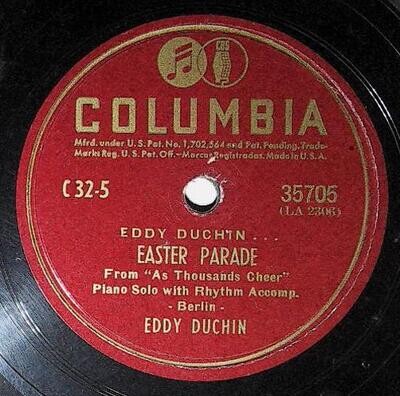 CBS
COLUMBIA
Mfrd. under U.S. Pat. No. 1,702,564 and Pat. Pending. Trade-
Marks Reg. U.S. Pat. Off.-Marcas Registradas. Made In U.S.A.
C 32-5
35705
(LA 2306)
EDDY DUCHIN...
EASTER PARADE
From "As Thousands Cheer"
Piano Solo with Rhythm Accomp.
- Berlin -
EDDY DUCHIN